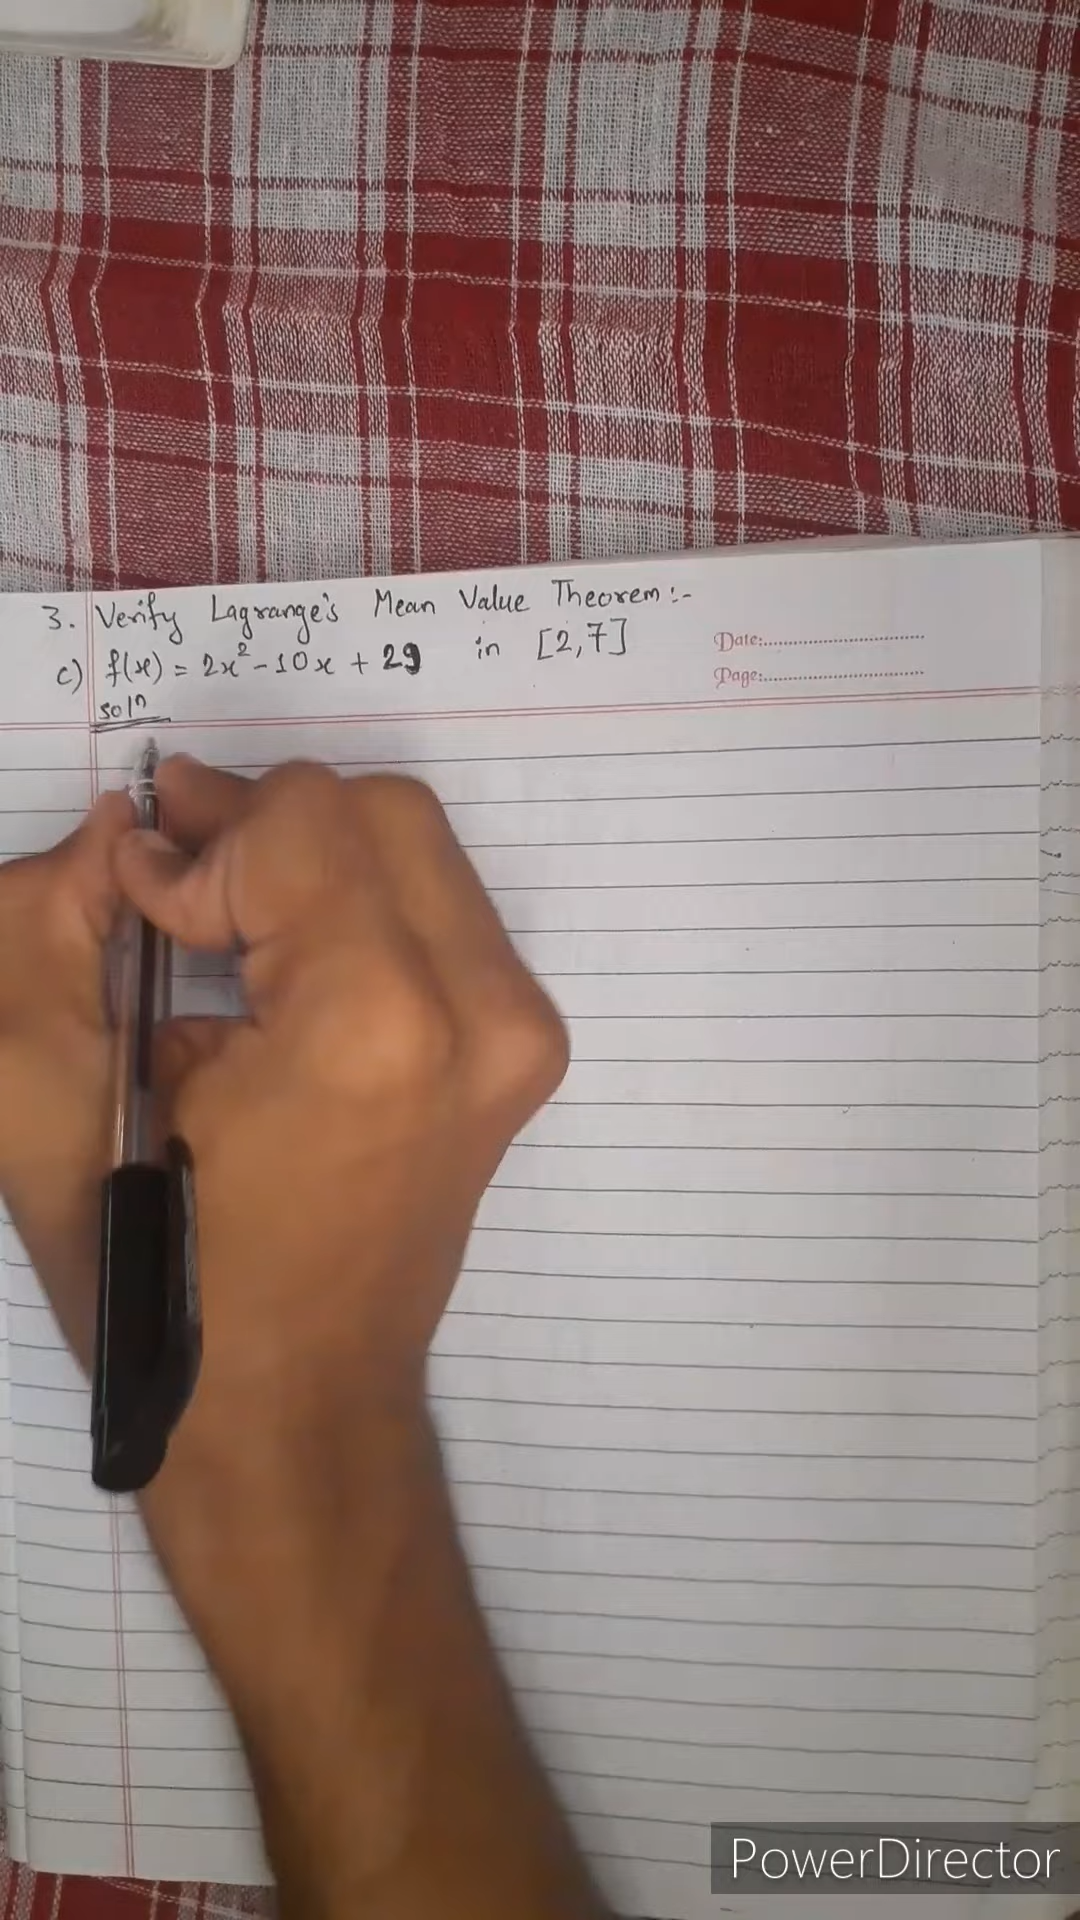 3. Verify Lagrange's Mean Value Theorem :-
c) f(x) = 2x² - 10x + 29 in [2,7]
Date:
Page:
Soln
PowerDirector